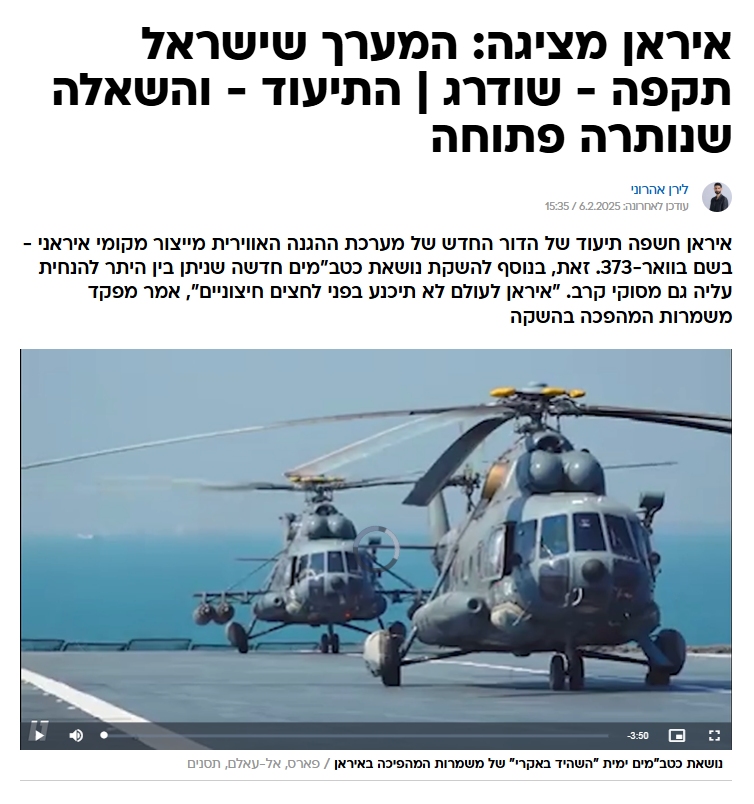 איראן מציגה: המערך שישראל
תקפה - שודרג | התיעוד - והשאלה
שנותרה פתוחה
לירן אהרוני
עודכן לאחרונה: 6.2.2025 / 15:35
איראן חשפה תיעוד של הדור החדש של מערכת ההגנה האווירית מייצור מקומי איראני -
בשם בוואר-373. זאת, בנוסף להשקת נושאת כטב"מים חדשה שניתן בין היתר להנחית
עליה גם מסוקי קרב. "איראן לעולם לא תיכנע בפני לחצים חיצוניים", אמר מפקד
משמרות המהפכה בהשקה
-3:50
נושאת כטב"מים ימית "השהיד באקרי" של משמרות המהפיכה באיראן / פארס, אל-עאלם, תסנים